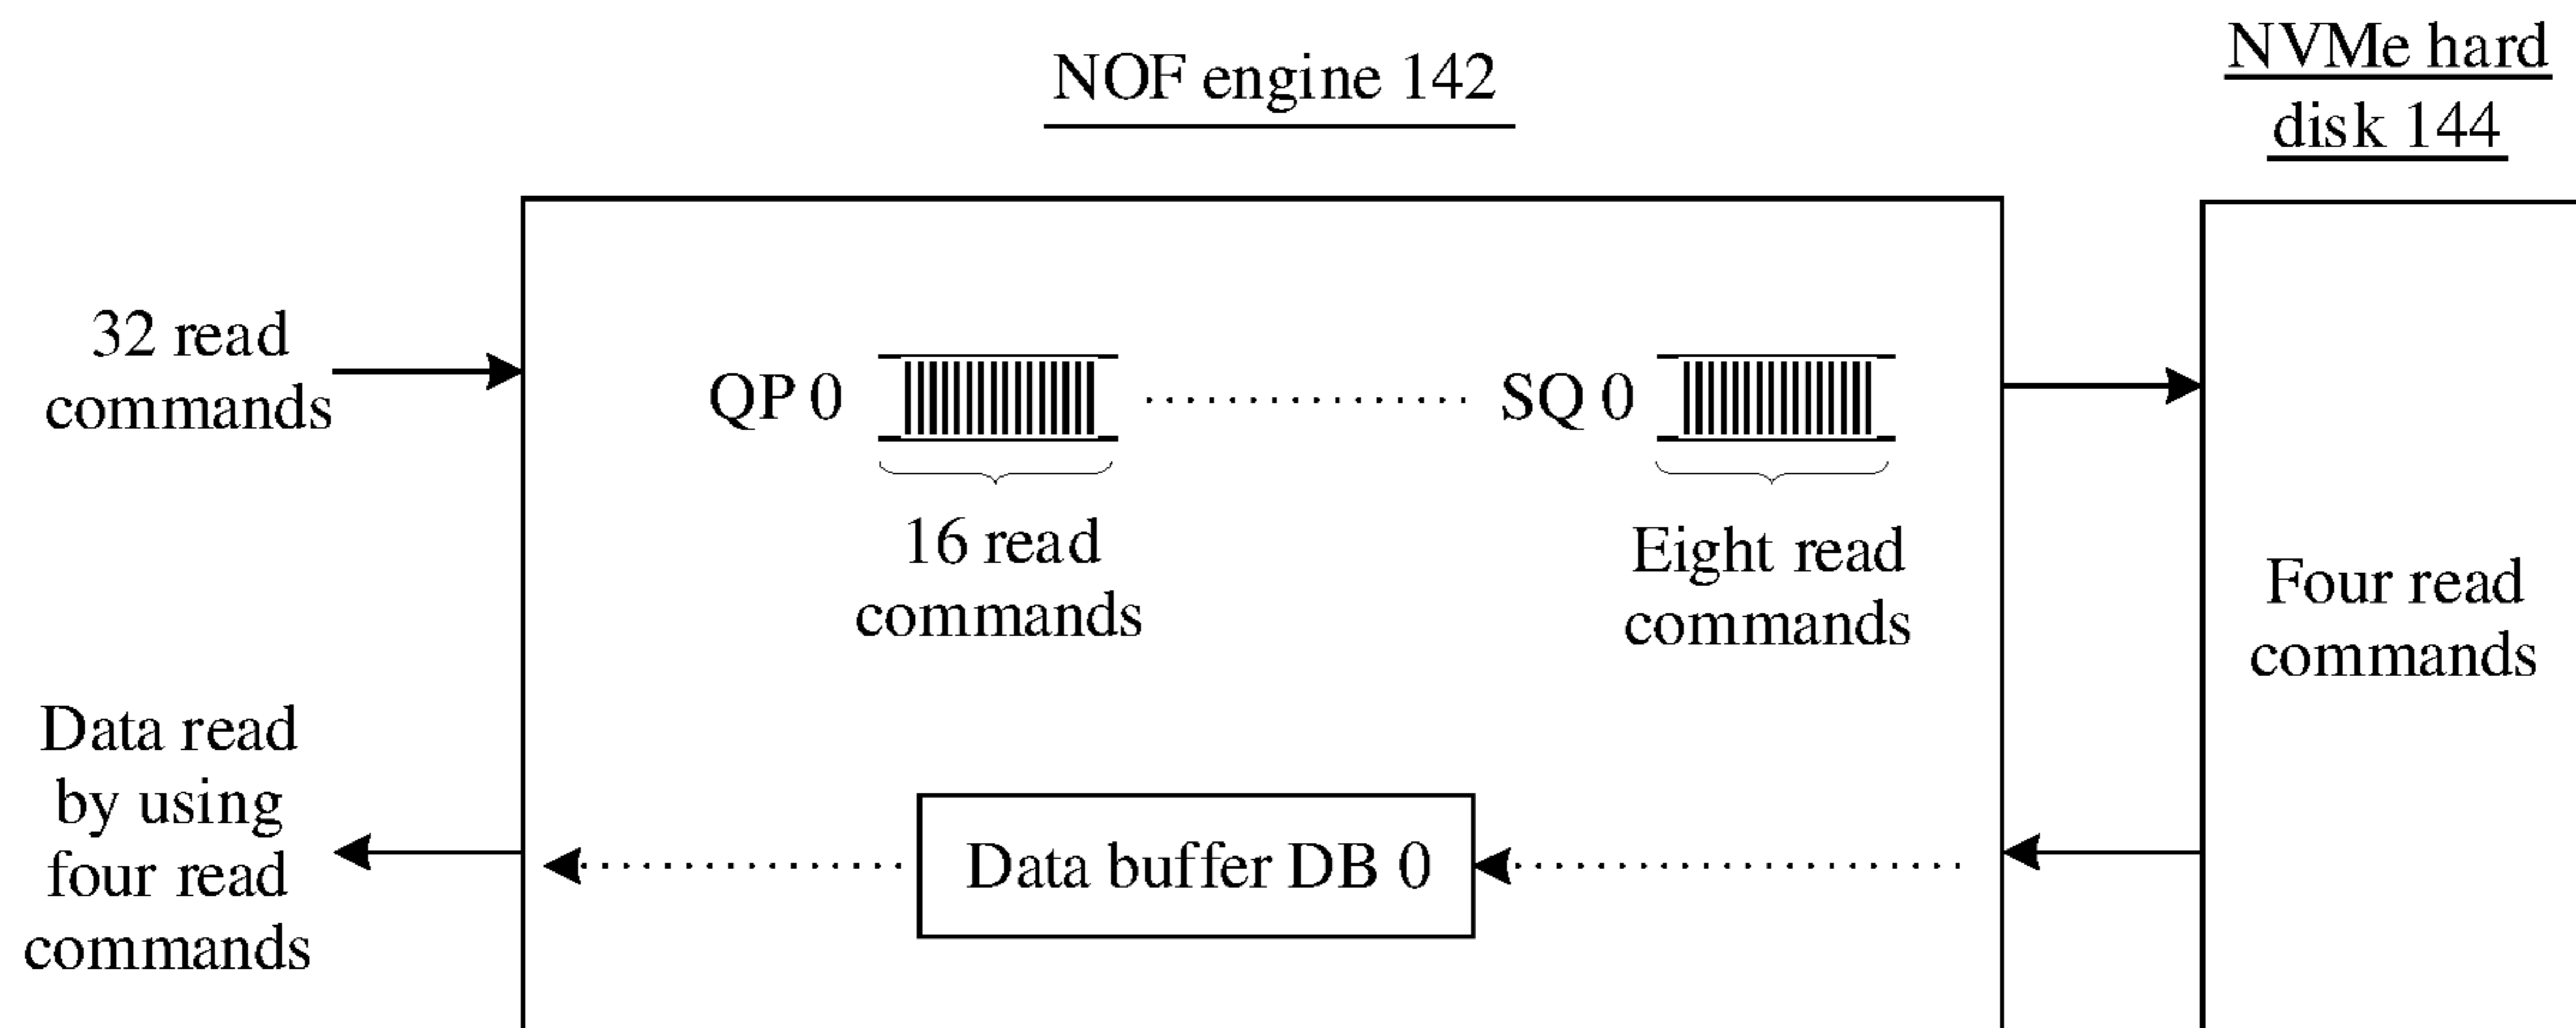 NOF engine 142
NVMe hard
disk 144
32 read
commands
QP 0
SQ 0
16 read
commands
Eight read
commands
Four read
commands
Data read
by using
four read
commands
Data buffer DB 0